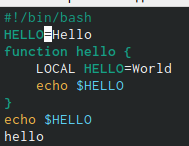 #!/bin/bash
HELLO=Hello
function hello {
    LOCAL HELLO=World
    echo $HELLO
}
echo $HELLO
hello